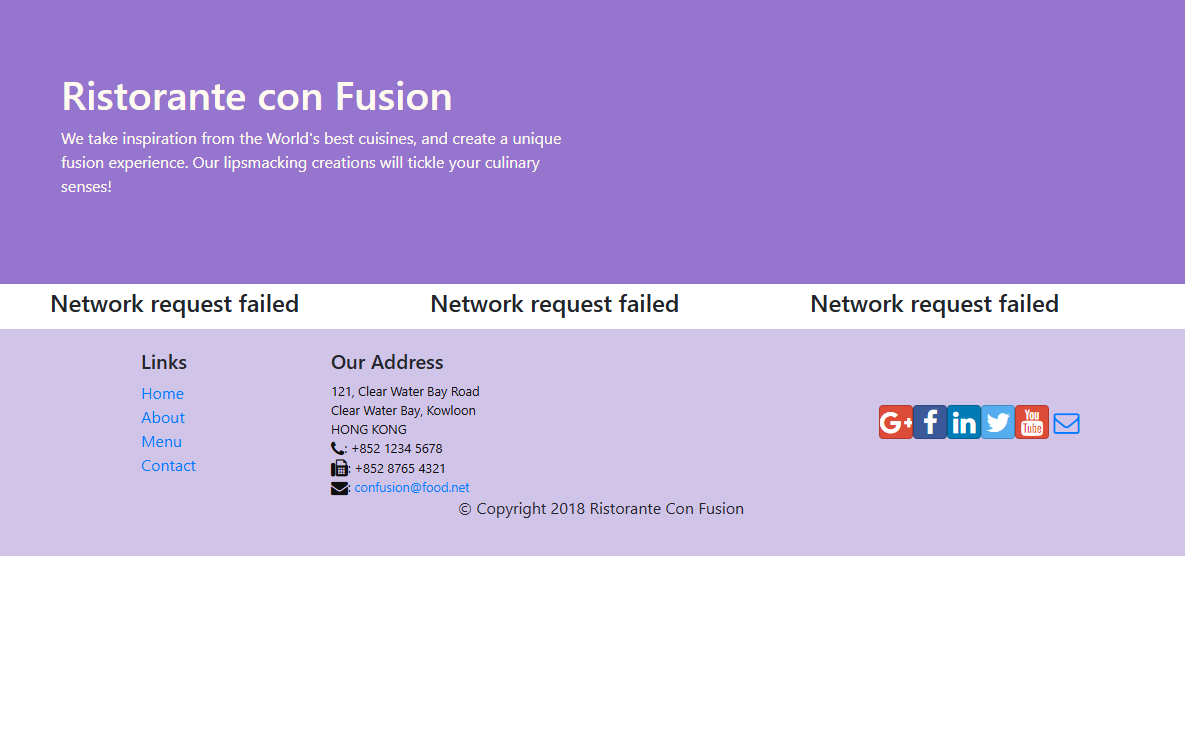 Ristorante con Fusion
We take inspiration from the World's best cuisines, and create a unique
fusion experience. Our lipsmacking creations will tickle your culinary
senses!
Network request failed
Network request failed
Network request failed
Links
Home
About
Menu
Contact
Our Address
121, Clear Water Bay Road
Clear Water Bay, Kowloon
HONG KONG
: +852 1234 5678
: +852 8765 4321
: confusion@food.net
G+ f in You Tube
© Copyright 2018 Ristorante Con Fusion